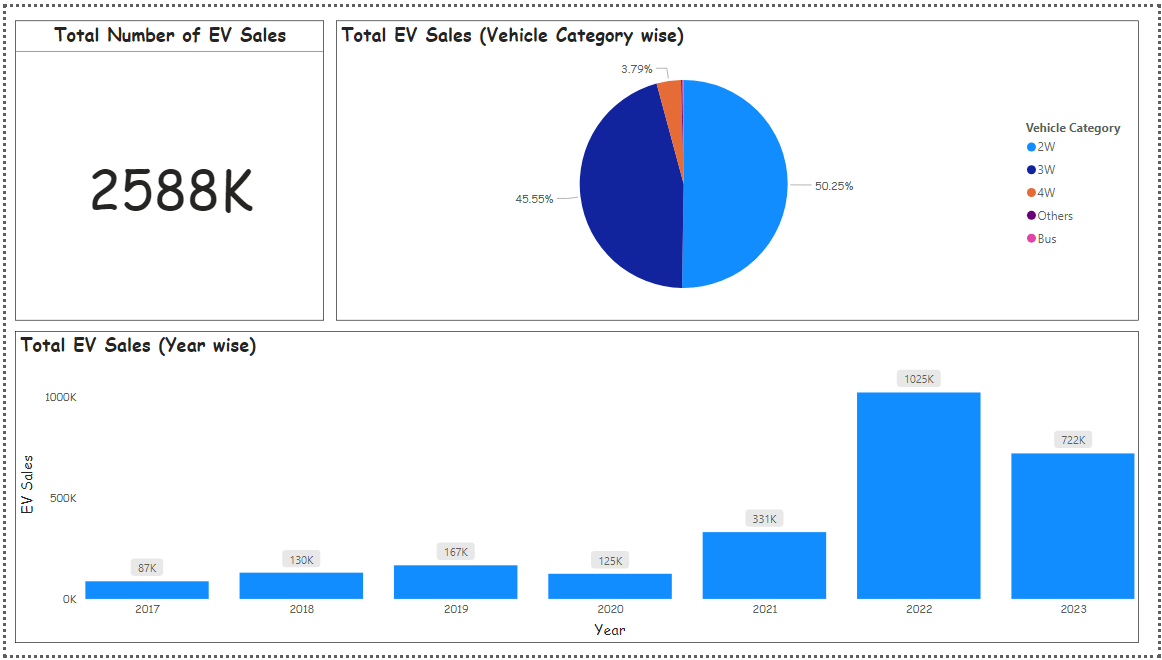 Total Number of EV Sales
2588K
Total EV Sales (Vehicle Category wise)
3.79%
45.55%
50.25%
Vehicle Category
2W
3W
4W
Others
Bus
Total EV Sales (Year wise)
EV Sales
1000K
500K
0K
87K
130K
167K
125K
331K
1025K
722K
2017
2018
2019
2020
2021
2022
2023
Year